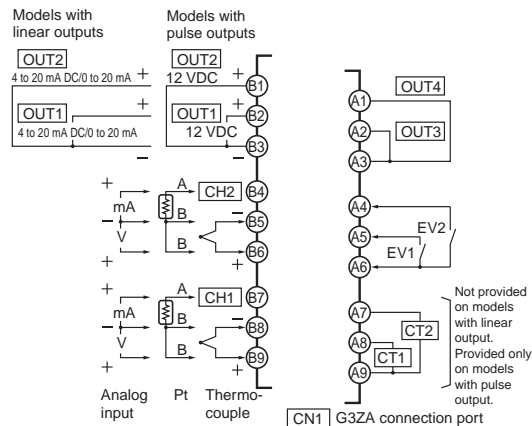 Models with linear outputs
Models with pulse outputs
OUT2
4 to 20 mA DC/0 to 20 mA
+
OUT2
12 VDC
+
B1
OUT1
4 to 20 mA DC/0 to 20 mA
+
OUT1
12 VDC
+
B2
−
−
B3
+
mA
−
V
+
A
B
B
CH2
−
+
B4
B5
B6
+
mA
−
V
+
A
B
B
CH1
−
+
B7
B8
B9
Analog input
Pt
Thermo-
couple
A1
OUT4
A2
OUT3
A3
A4
A5
EV1
EV2
A6
A7
CT2
A8
CT1
A9
Not provided
on models
with linear
output.
Provided only
on models
with pulse
output.
CN1 G3ZA connection port